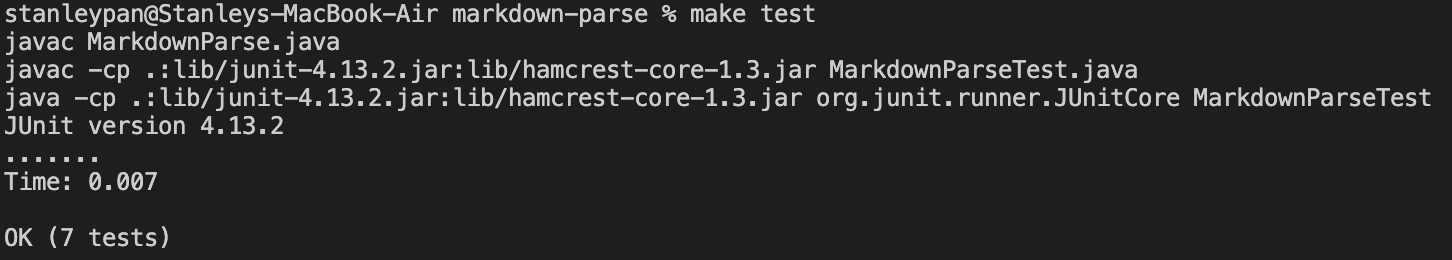 stanleypan@Stanleys-MacBook-Air markdown-parse % make test
javac MarkdownParse.java
javac -cp .:lib/junit-4.13.2.jar:lib/hamcrest-core-1.3.jar MarkdownParseTest.java
java -cp .:lib/junit-4.13.2.jar:lib/hamcrest-core-1.3.jar org.junit.runner.JUnitCore MarkdownParseTest
JUnit version 4.13.2
.......
Time: 0.007
OK (7 tests)